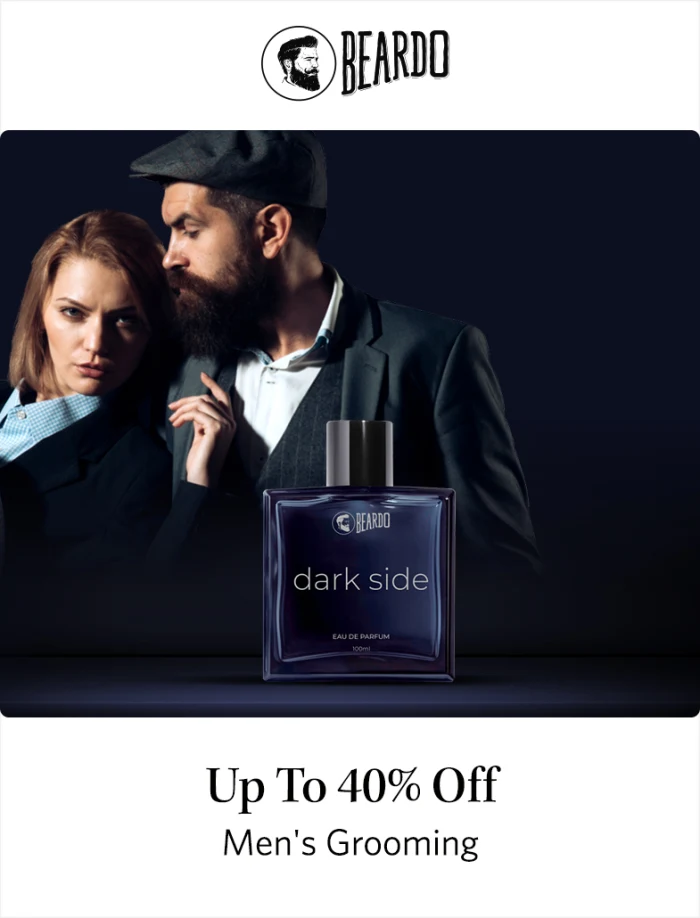 BEARDO
BEARDO
dark side
EAU DE PARFUM
100ml
Up To 40% Off
Men's Grooming